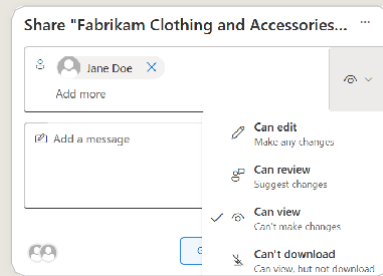 Share "Fabrikam Clothing and Accessories...
Jane Doe
Add more
Add a message
Can edit
Make any changes
Can review
Suggest changes
Can view
Can't make changes
Can't download
Can view, but not download